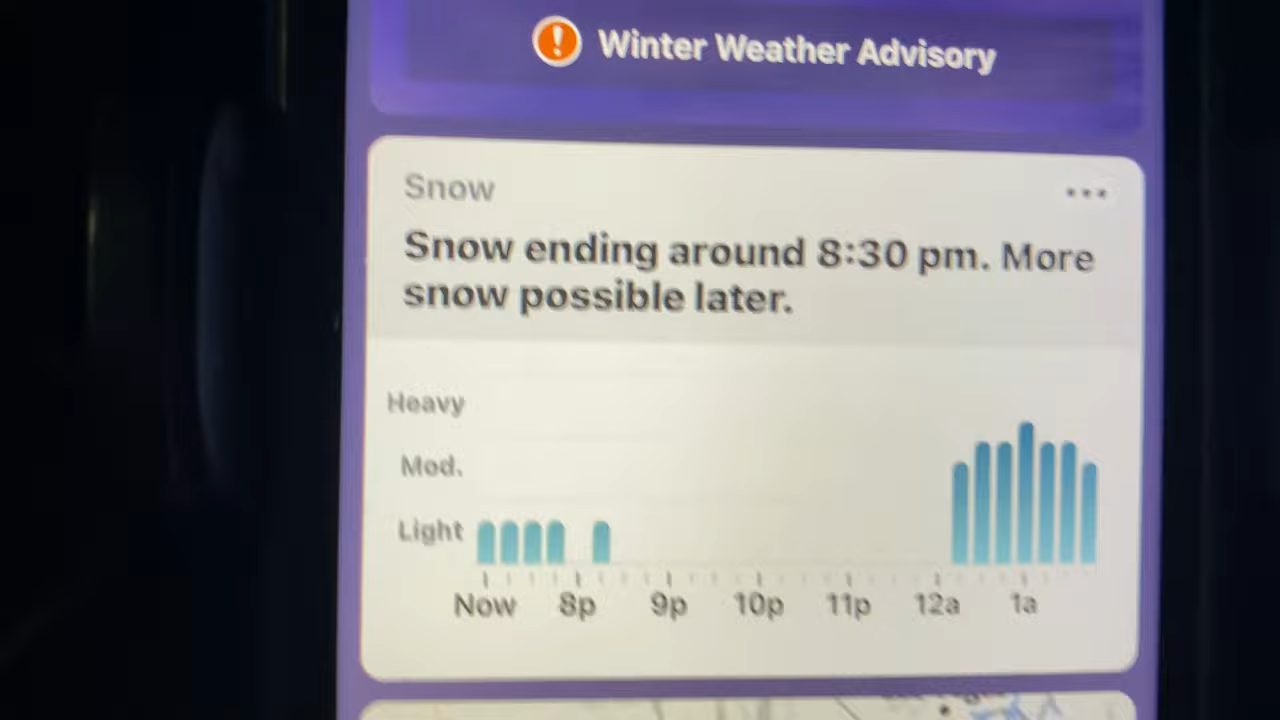 Winter Weather Advisory
Snow
Snow ending around 8:30 pm. More
snow possible later.
Heavy
Mod.
Light
Now 8p 9p 10p 11p 12a 1a